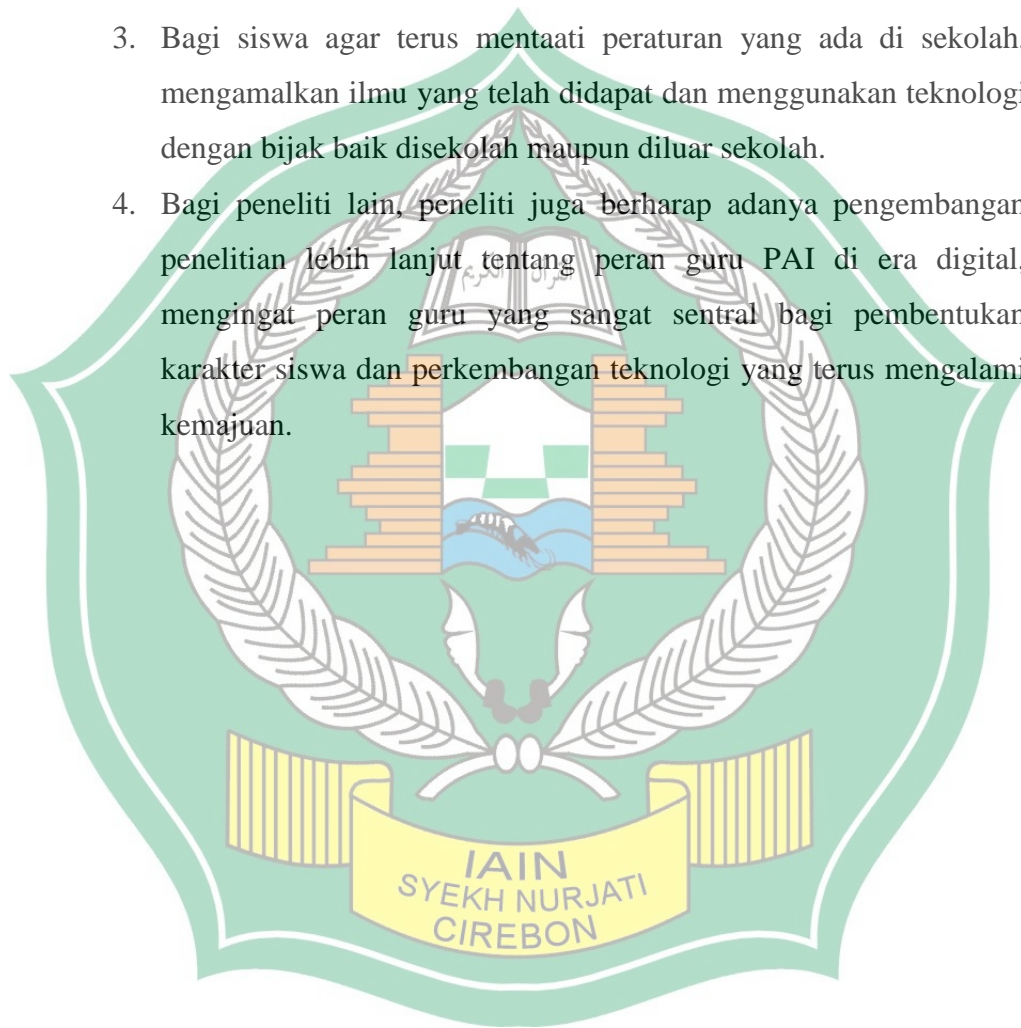 3. Bagi siswa agar terus mentaati peraturan yang ada di sekolah,
mengamalkan ilmu yang telah didapat dan menggunakan teknologi
dengan bijak baik disekolah maupun diluar sekolah.
4. Bagi peneliti lain, peneliti juga berharap adanya pengembangan
penelitian lebih lanjut tentang peran guru PAI di era digital,
mengingat peran guru yang sangat sentral bagi pembentukan
karakter siswa dan perkembangan teknologi yang terus mengalami
kemajuan.
القرآن الكريم
IAIN
SYEKH NURJATI
CIREBON